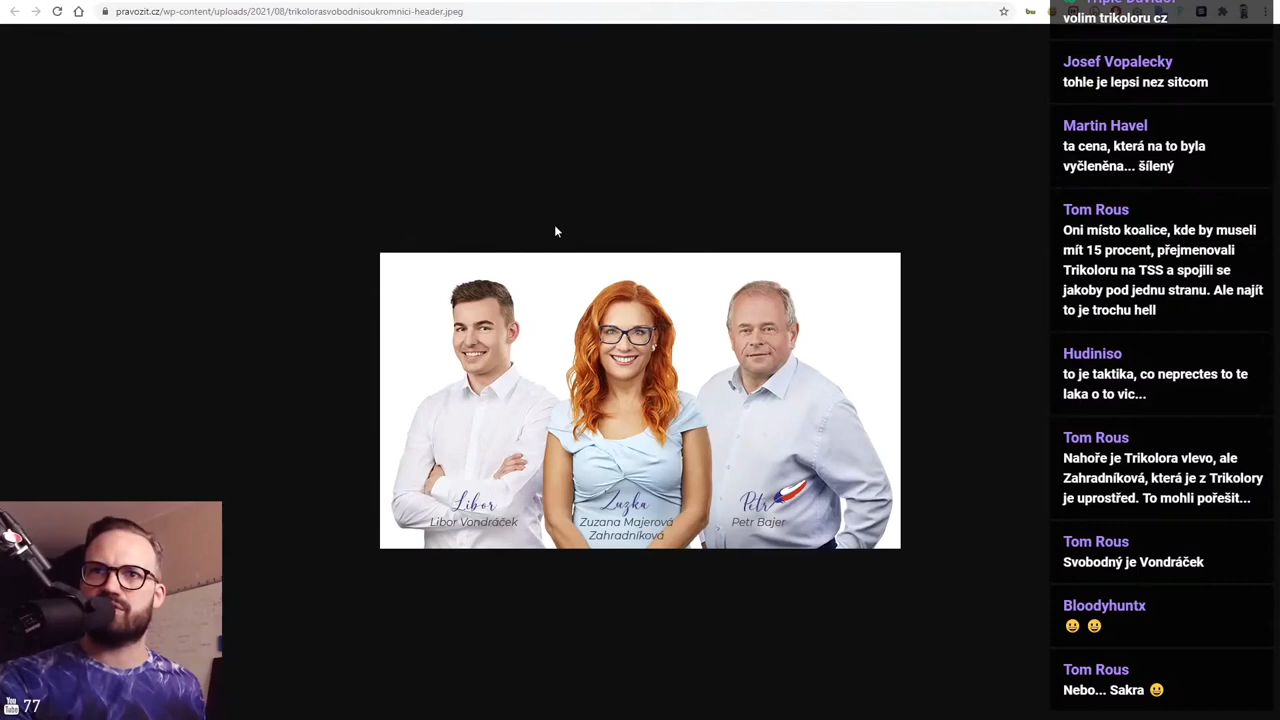 pravozit.cz/wp-content/uploads/2021/08/trikolorasvobodnisoukromnici-header.jpeg
volim trikoloru cz
Josef Vopalecky
tohle je lepsi nez sitcom
Martin Havel
ta cena, která na to byla
vyčleněna... šílený
Tom Rous
Oni místo koalice, kde by museli
mít 15 procent, přejmenovali
Trikoloru na TSS a spojili se
jakoby pod jednu stranu. Ale najít
to je trochu hell
Hudiniso
to je taktika, co neprectes to te
laka o to vic...
Tom Rous
Nahoře je Trikolora vlevo, ale
Zahradníková, která je z Trikolory
je uprostřed. To mohli pořešit...
Tom Rous
Svobodný je Vondráček
Bloodyhuntx
😀 😀
Tom Rous
Nebo... Sakra 😀
Libor
Libor Vondráček
Zuzka
Zuzana Majerová
Zahradníková
Petr
Petr Bajer
You
Tube
77